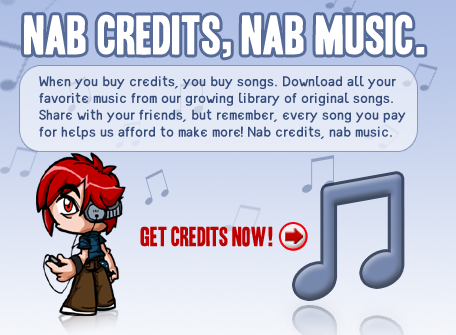 NAB CREDITS, NAB MUSIC.
When you buy credits, you buy songs. Download all your
favorite music from our growing library of original songs.
Share with your friends, but remember, every song you pay
for helps us afford to make more! Nab credits, nab music.
GET CREDITS NOW!